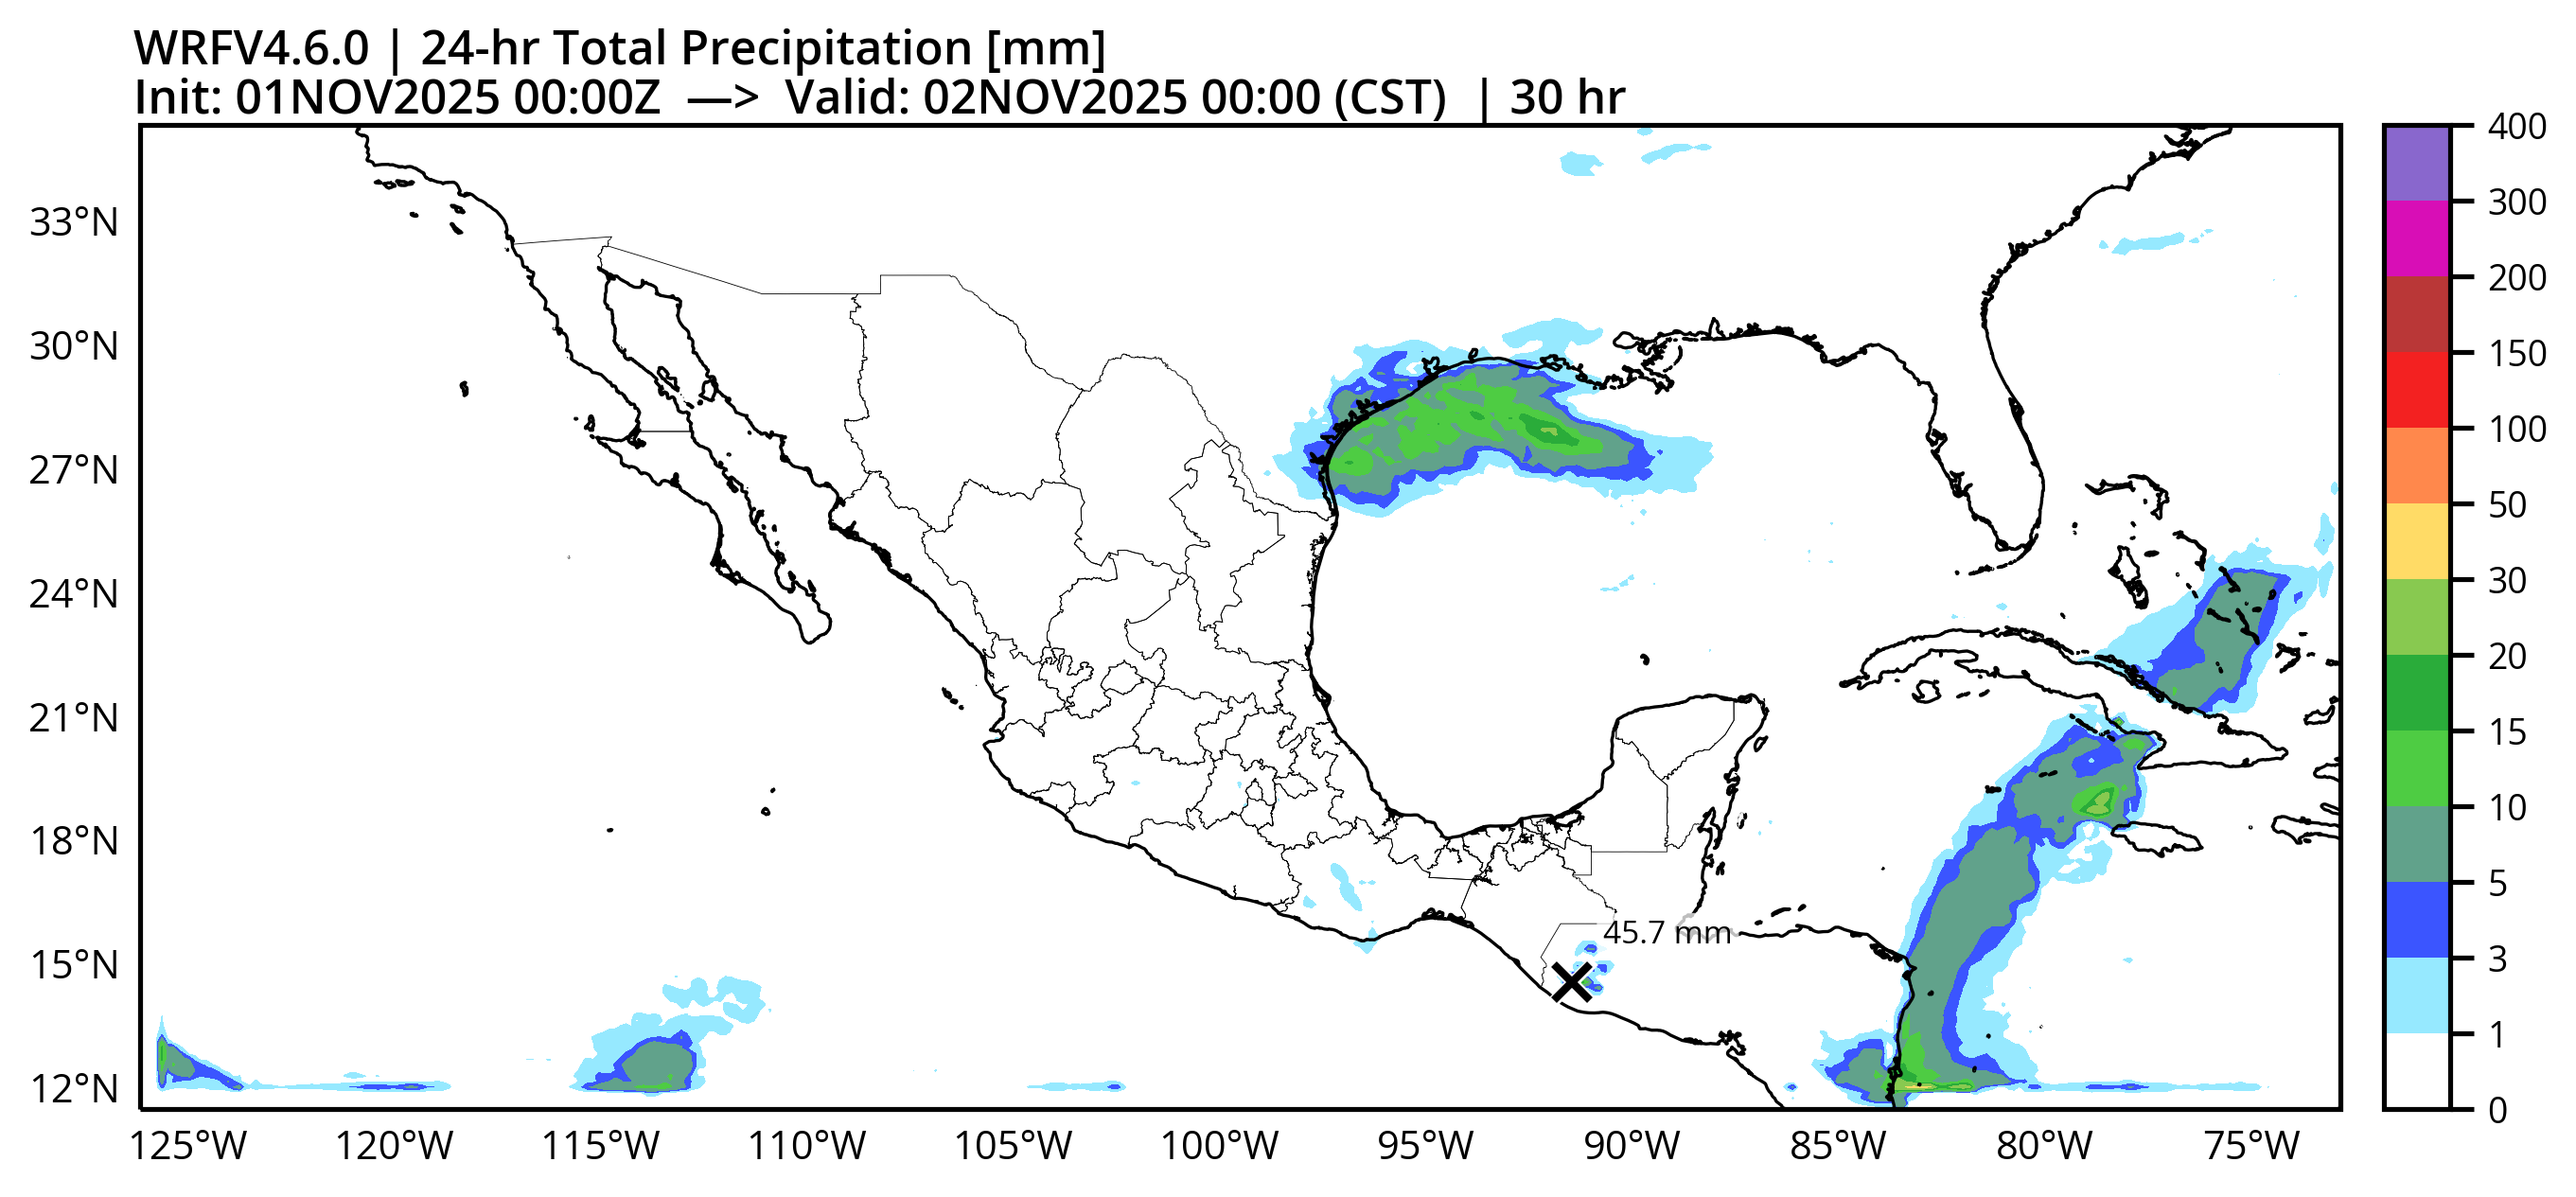 WRFV4.6.0 | 24-hr Total Precipitation [mm]
Init: 01NOV2025 00:00Z —> Valid: 02NOV2025 00:00 (CST) | 30 hr
33°N
30°N
27°N
24°N
21°N
18°N
15°N
12°N
45.7 mm
125°W 120°W 115°W 110°W 105°W 100°W 95°W 90°W 85°W 80°W 75°W
400
300
200
150
100
50
30
20
15
10
5
3
1
0